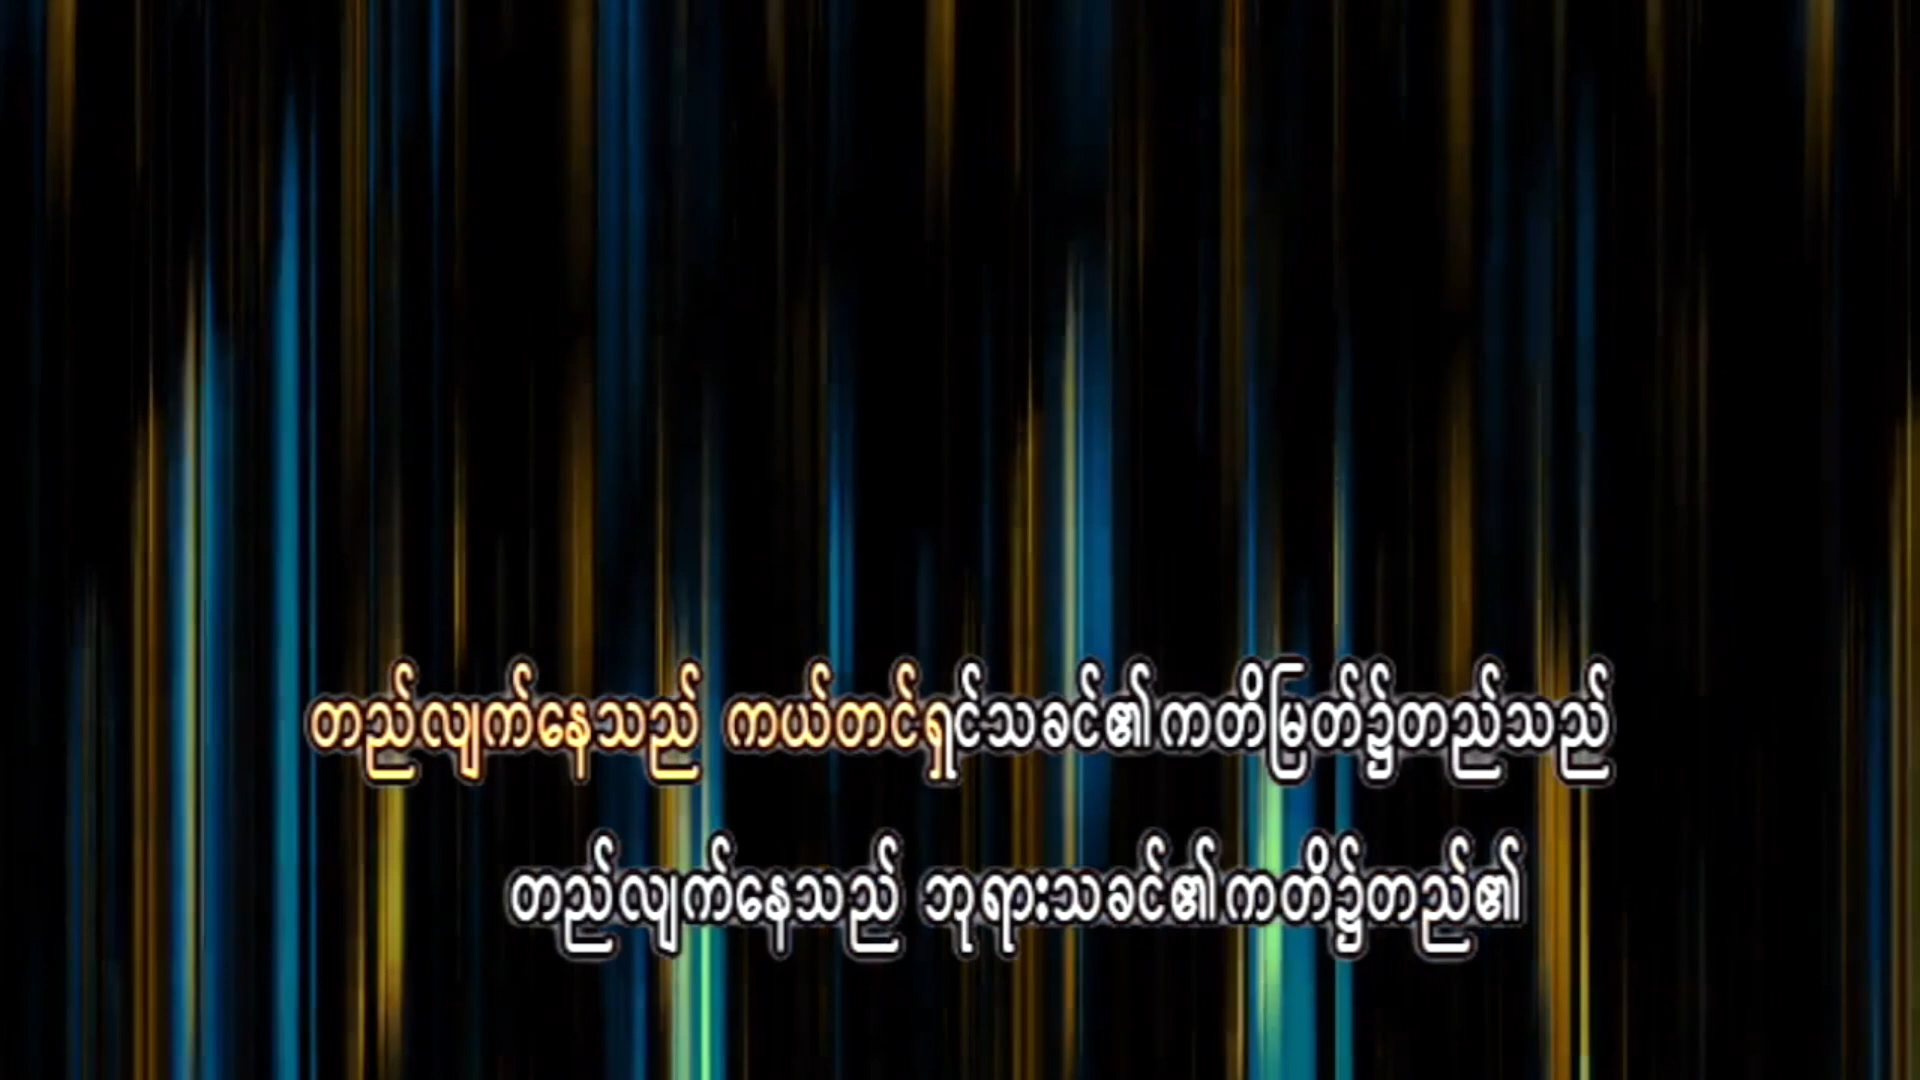 တည်လျက်နေသည် ကယ်တင်ရှင်သခင်၏ကတိမြတ်၌တည်သည်
တည်လျက်နေသည် ဘုရားသခင်၏ကတိ၌တည်၏